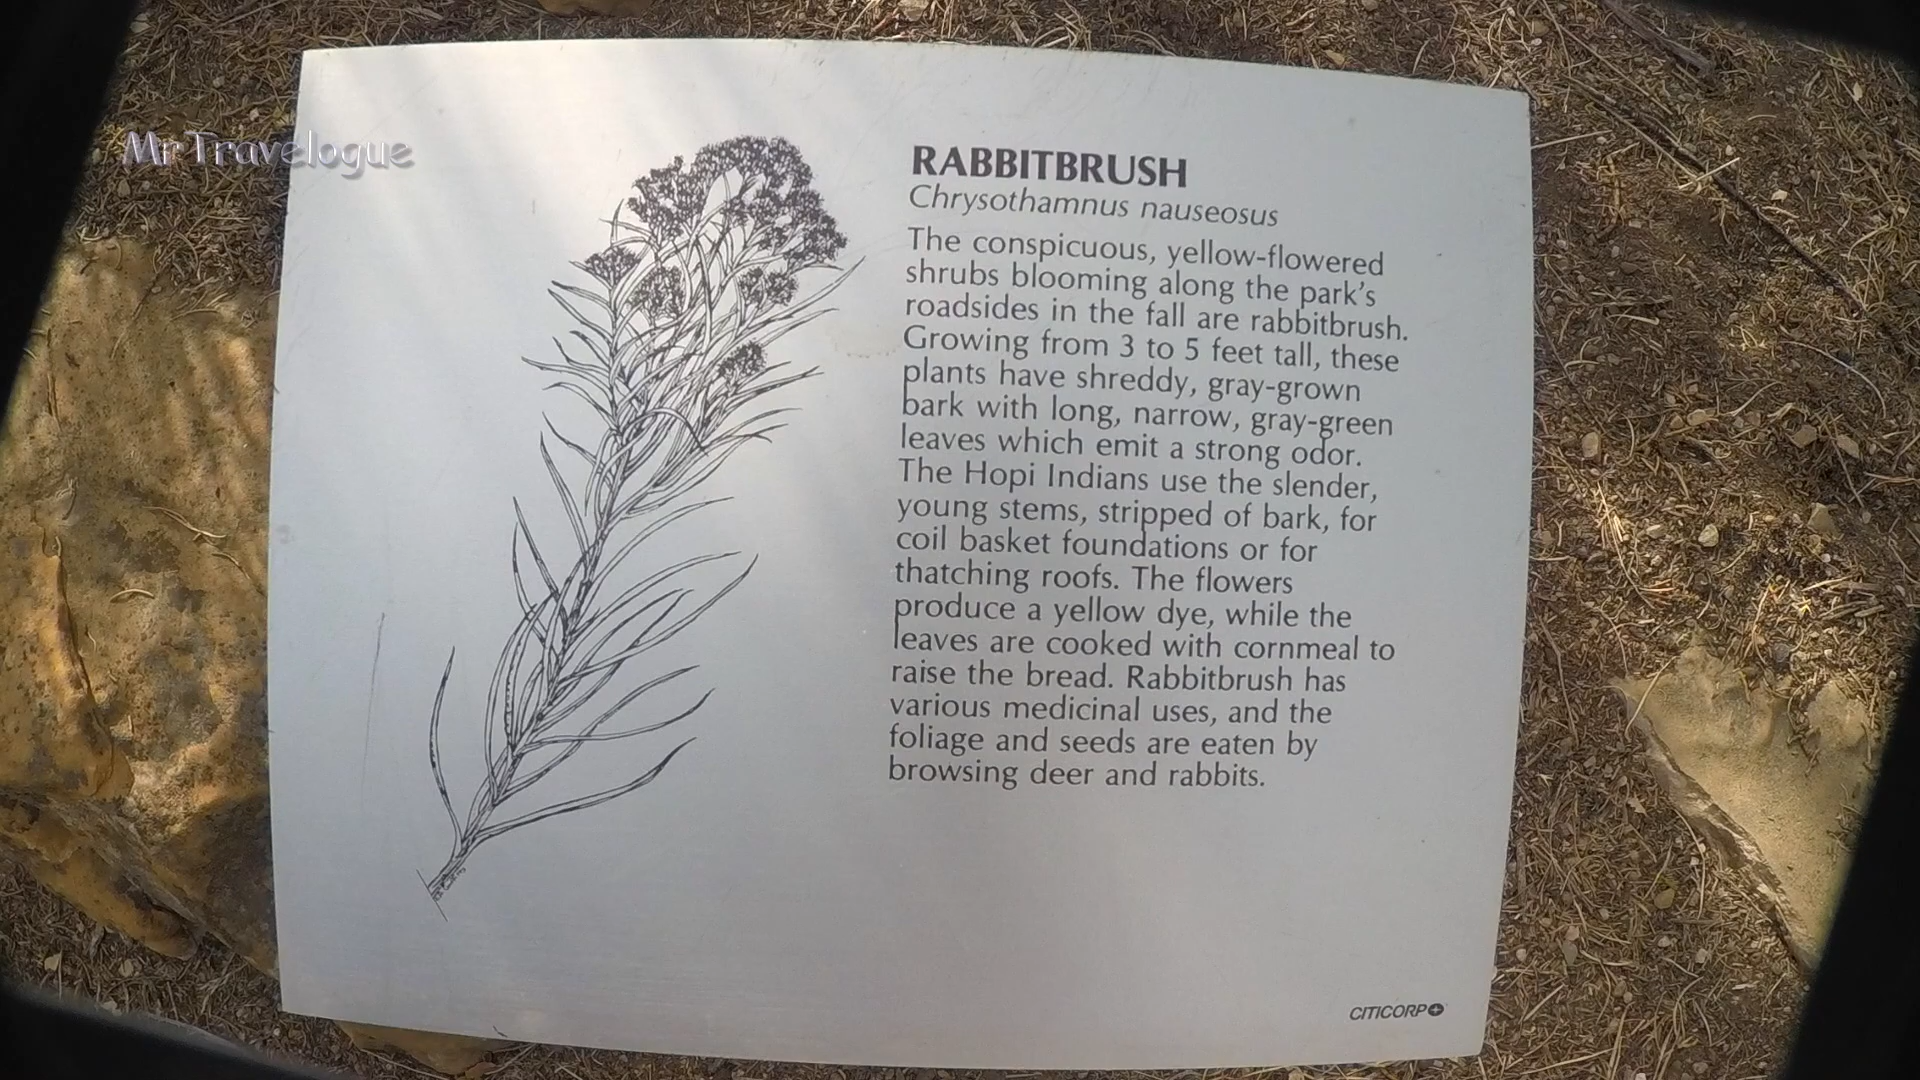 Mr Travelogue
RABBITBRUSH
Chrysothamnus nauseosus
The conspicuous, yellow-flowered
shrubs blooming along the park's
roadsides in the fall are rabbitbrush.
Growing from 3 to 5 feet tall, these
plants have shreddy, gray-grown
bark with long, narrow, gray-green
leaves which emit a strong odor.
The Hopi Indians use the slender,
young stems, stripped of bark, for
coil basket foundations or for
thatching roofs. The flowers
produce a yellow dye, while the
leaves are cooked with cornmeal to
raise the bread. Rabbitbrush has
various medicinal uses, and the
foliage and seeds are eaten by
browsing deer and rabbits.
CITICORP